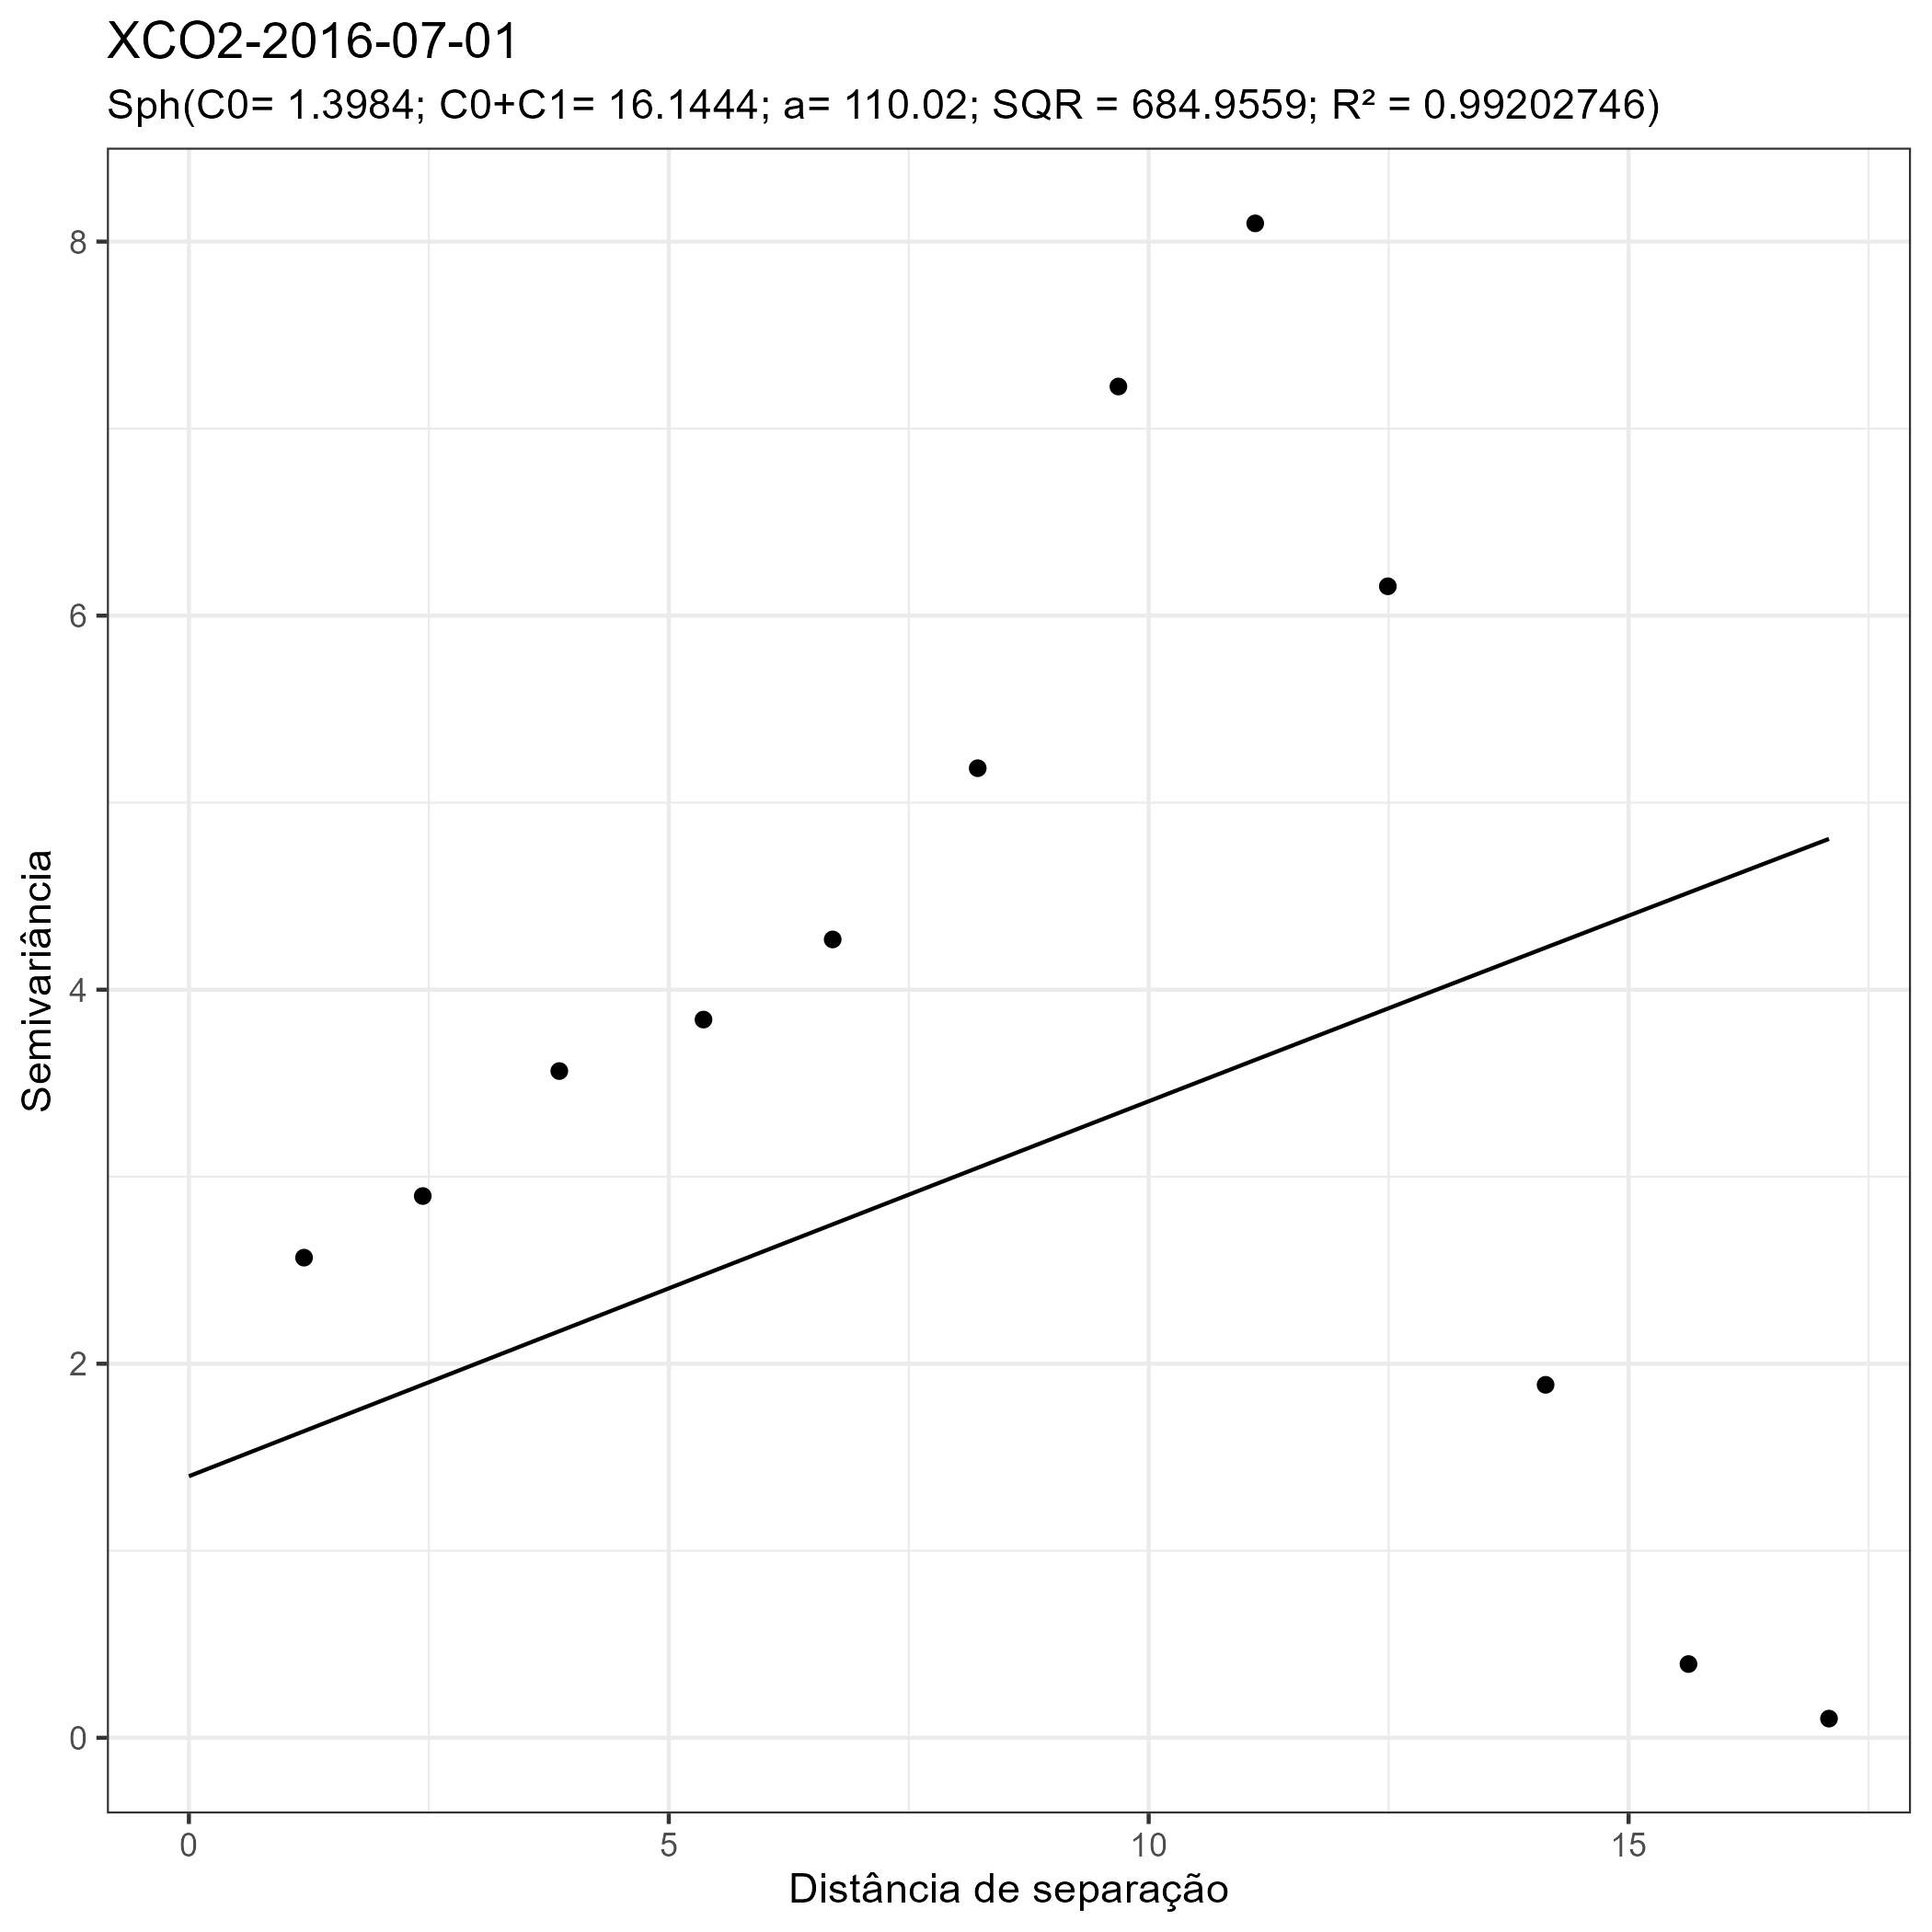 XCO2-2016-07-01
Sph(C0= 1.3984; C0+C1= 16.1444; a= 110.02; SQR = 684.9559; R² = 0.99202746)
Semivariância
8
6
4
2
0
0 5 10 15
Distância de separação